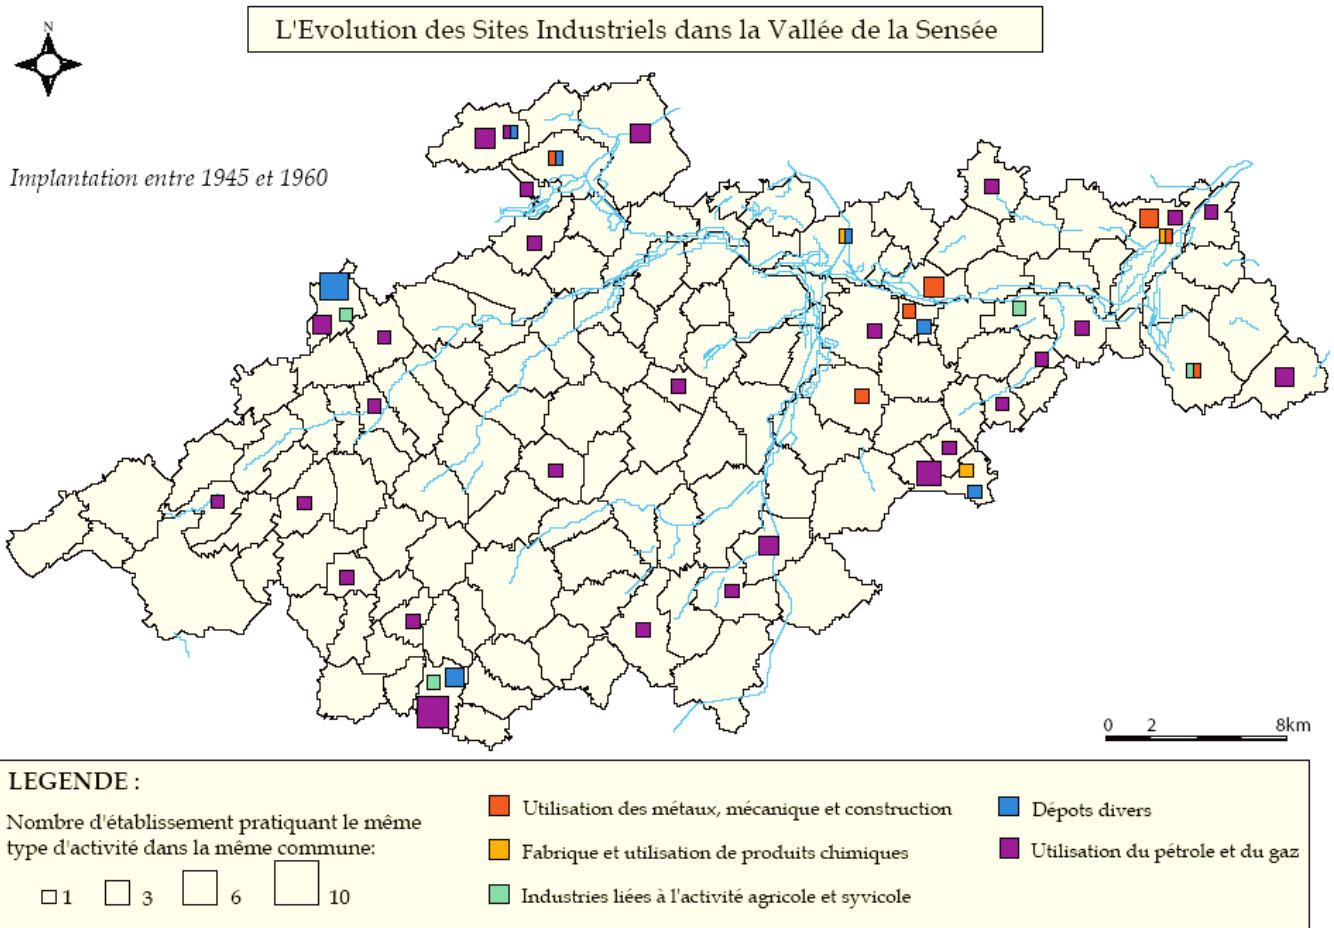 L'Evolution des Sites Industriels dans la Vallée de la Sensée
N
Implantation entre 1945 et 1960
0 2 8km
LEGENDE :
Nombre d'établissement pratiquant le même
type d'activité dans la même commune:
1 3 6 10
Utilisation des métaux, mécanique et construction
Fabrique et utilisation de produits chimiques
Industries liées à l'activité agricole et syvicole
Dépots divers
Utilisation du pétrole et du gaz